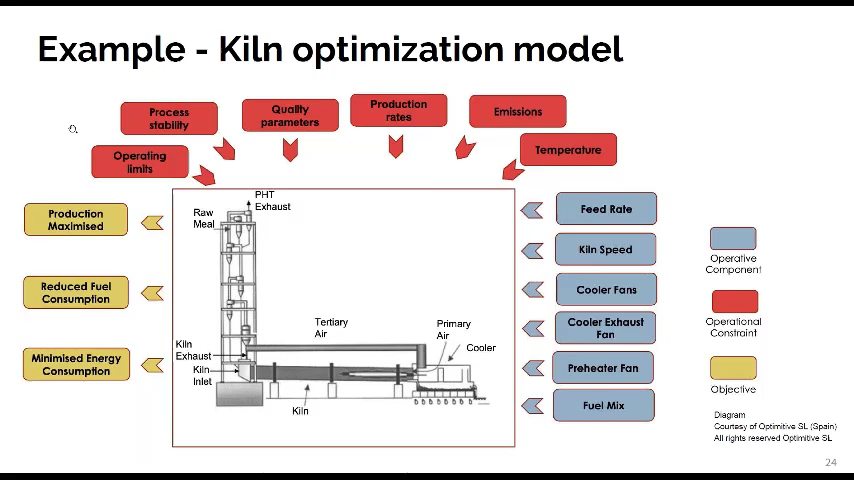 Example - Kiln optimization model
Process
stability
Quality
parameters
Production
rates
Emissions
Operating
limits
Temperature
Production
Maximised
Reduced Fuel
Consumption
Minimised Energy
Consumption
PHT
Exhaust
Raw
Meal
Tertiary
Air
Primary
Air
Cooler
Kiln
Exhaust
Kiln
Inlet
Kiln
Feed Rate
Kiln Speed
Cooler Fans
Cooler Exhaust
Fan
Preheater Fan
Fuel Mix
Operative
Component
Operational
Constraint
Objective
Diagram
Courtesy of Optimitive SL (Spain)
All rights reserved Optimitive SL
24